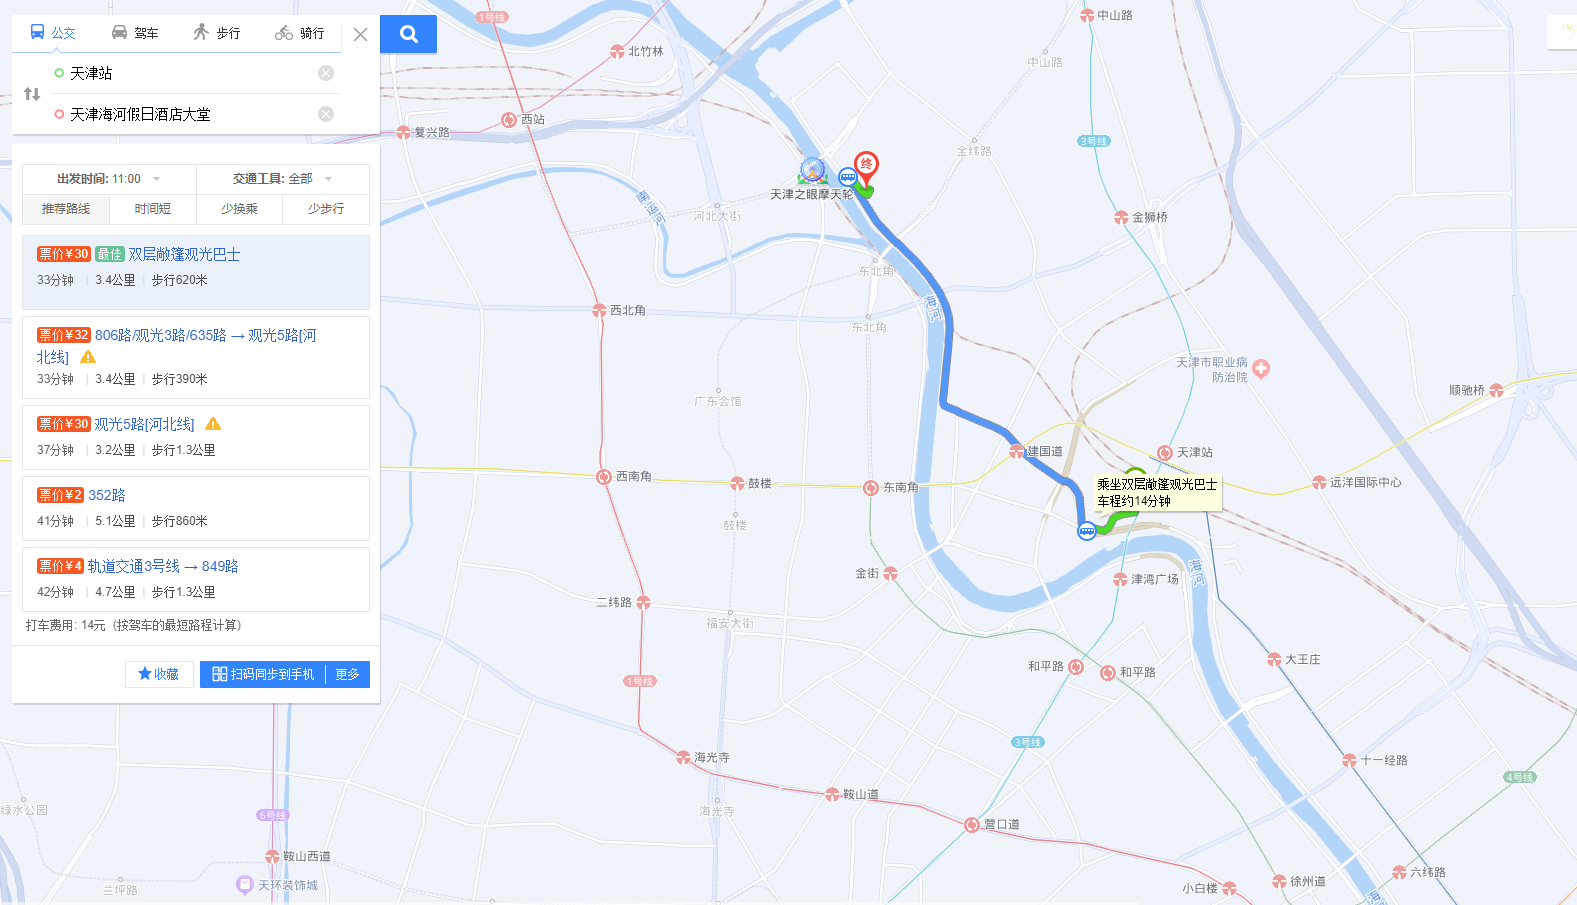 公交
驾车
步行
骑行
天津站
天津海河假日酒店大堂
出发时间: 11:00
交通工具: 全部
推荐路线
时间短
少换乘
少步行
票价¥30 最佳 双层敞篷观光巴士
33分钟 | 3.4公里 | 步行620米
票价¥32 806路/观光3路/635路 → 观光5路[河
北线]
33分钟 | 3.4公里 | 步行390米
票价¥30 观光5路[河北线]
37分钟 | 3.2公里 | 步行1.3公里
票价¥2 352路
41分钟 | 5.1公里 | 步行860米
票价¥4 轨道交通3号线 → 849路
42分钟 | 4.7公里 | 步行1.3公里
打车费用: 14元（按驾车的最短路程计算）
收藏
扫码同步到手机
更多
1号线
中山路
北竹林
中山路
西站
复兴路
3号线
金纬路
终
天津之眼摩天轮
河北大街
金狮桥
东北角
海河
西北角
东北角
天津市职业病
防治院
顺驰桥
广东会馆
建国道
天津站
西南角
鼓楼
东南角
乘坐双层敞篷观光巴士
车程约14分钟
远洋国际中心
鼓楼
金街
津湾广场
海河
二纬路
福安大街
和平路
和平路
大王庄
1号线
3号线
海光寺
十一经路
4号线
鞍山道
海光寺
营口道
绿水公园
6号线
鞍山西道
天环装饰城
兰坪路
小白楼
徐州道
六纬路